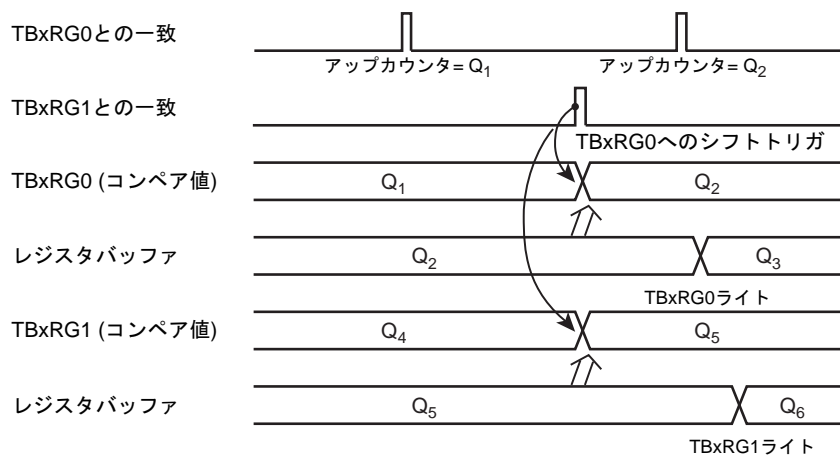 TBxRG0との一致
アップカウンタ= Q₁ アップカウンタ= Q₂
TBxRG1との一致
TBxRG0へのシフトトリガ
TBxRG0 (コンペア値) Q₁ Q₂
レジスタバッファ Q₂ Q₃
TBxRG0ライト
TBxRG1 (コンペア値) Q₄ Q₅
レジスタバッファ Q₅ Q₆
TBxRG1ライト